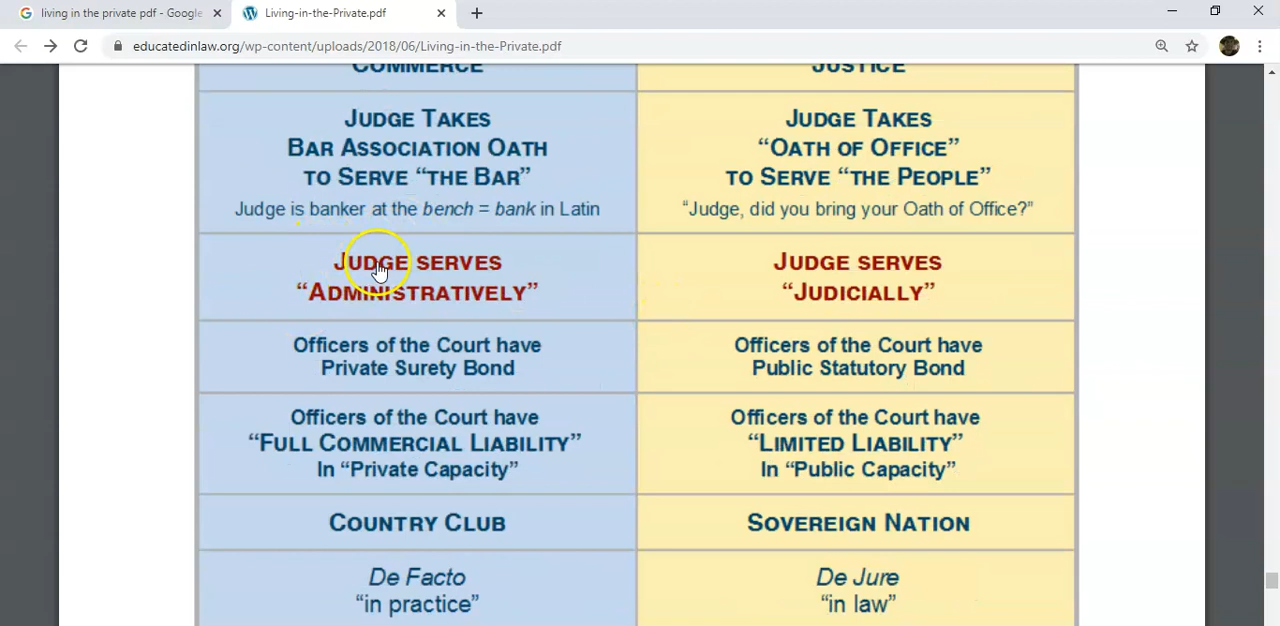 living in the private pdf - Google
Living-in-the-Private.pdf
educatedinlaw.org/wp-content/uploads/2018/06/Living-in-the-Private.pdf
COMMERCE
JUSTICE
JUDGE TAKES
BAR ASSOCIATION OATH
TO SERVE “THE BAR”
Judge is banker at the bench = bank in Latin
JUDGE TAKES
“OATH OF OFFICE”
TO SERVE “THE PEOPLE”
“Judge, did you bring your Oath of Office?”
JUDGE SERVES
“ADMINISTRATIVELY”
JUDGE SERVES
“JUDICIALLY”
Officers of the Court have
Private Surety Bond
Officers of the Court have
Public Statutory Bond
Officers of the Court have
“FULL COMMERCIAL LIABILITY”
In “Private Capacity”
Officers of the Court have
“LIMITED LIABILITY”
In “Public Capacity”
COUNTRY CLUB
SOVEREIGN NATION
De Facto
“in practice”
De Jure
“in law”